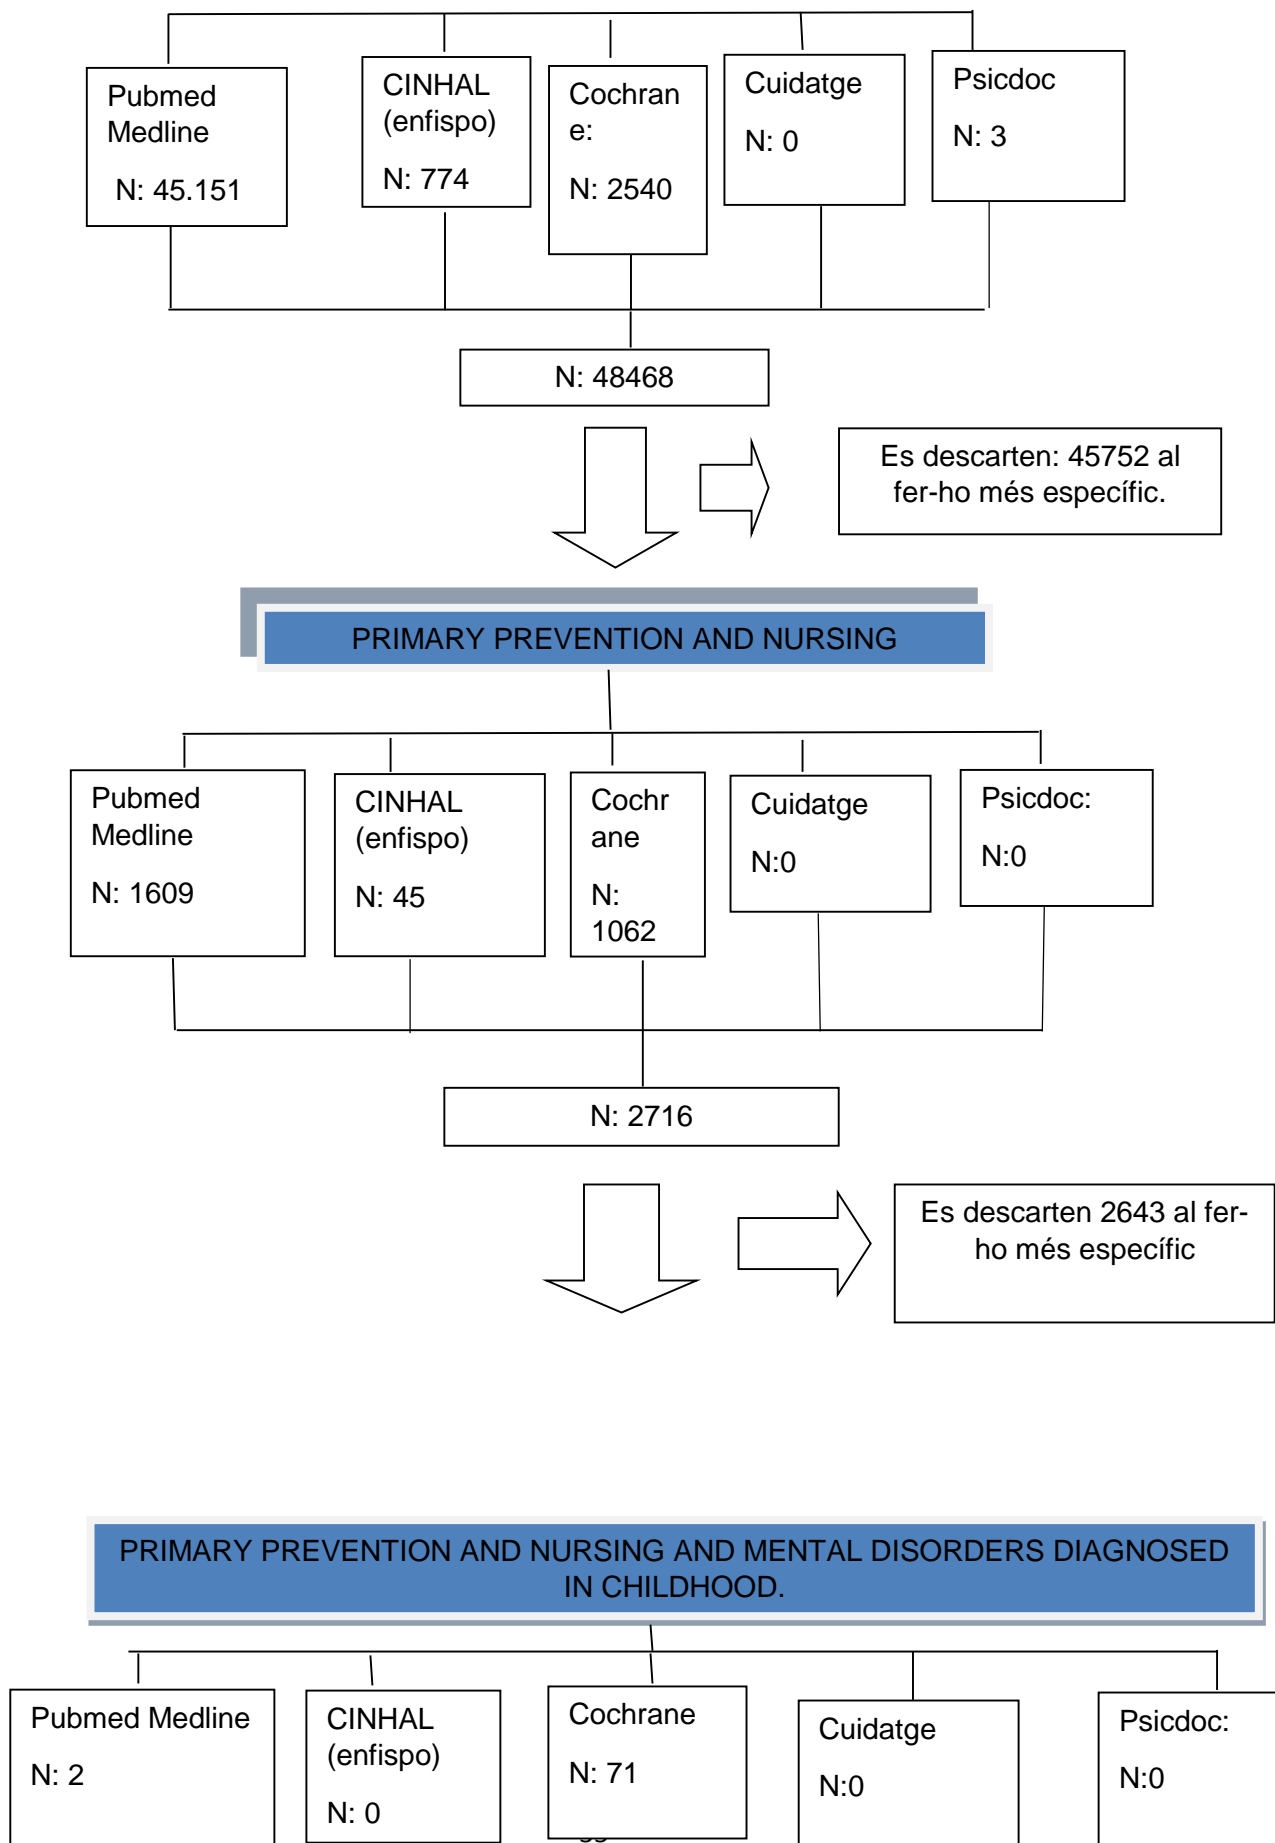 Pubmed
Medline
N: 45.151
CINHAL
(enfispo)
N: 774
Cochran
e:
N: 2540
Cuidatge
N: 0
Psicdoc
N: 3
N: 48468
Es descarten: 45752 al
fer-ho més específic.
PRIMARY PREVENTION AND NURSING
Pubmed
Medline
N: 1609
CINHAL
(enfispo)
N: 45
Cochr
ane
N:
1062
Cuidatge
N:0
Psicdoc:
N:0
N: 2716
Es descarten 2643 al fer-
ho més específic
PRIMARY PREVENTION AND NURSING AND MENTAL DISORDERS DIAGNOSED
IN CHILDHOOD.
Pubmed Medline
N: 2
CINHAL
(enfispo)
N: 0
Cochrane
N: 71
Cuidatge
N:0
Psicdoc:
N:0